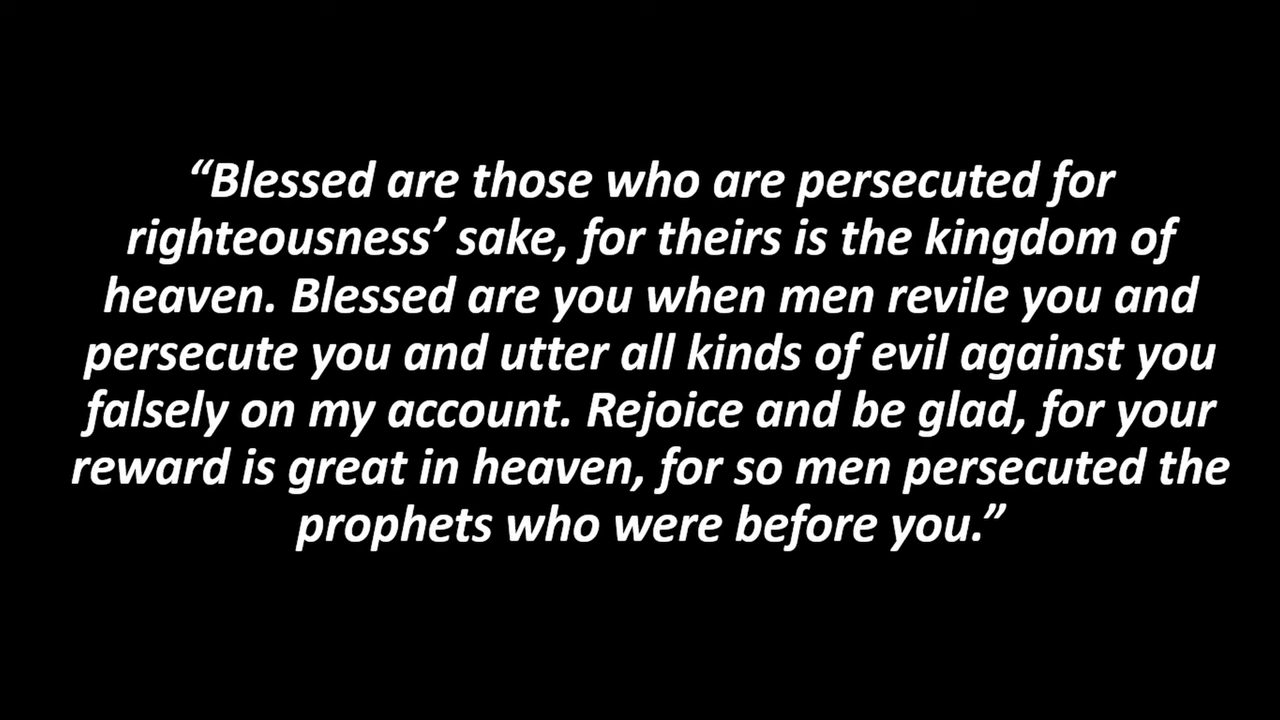 “Blessed are those who are persecuted for
righteousness’ sake, for theirs is the kingdom of
heaven. Blessed are you when men revile you and
persecute you and utter all kinds of evil against you
falsely on my account. Rejoice and be glad, for your
reward is great in heaven, for so men persecuted the
prophets who were before you.”